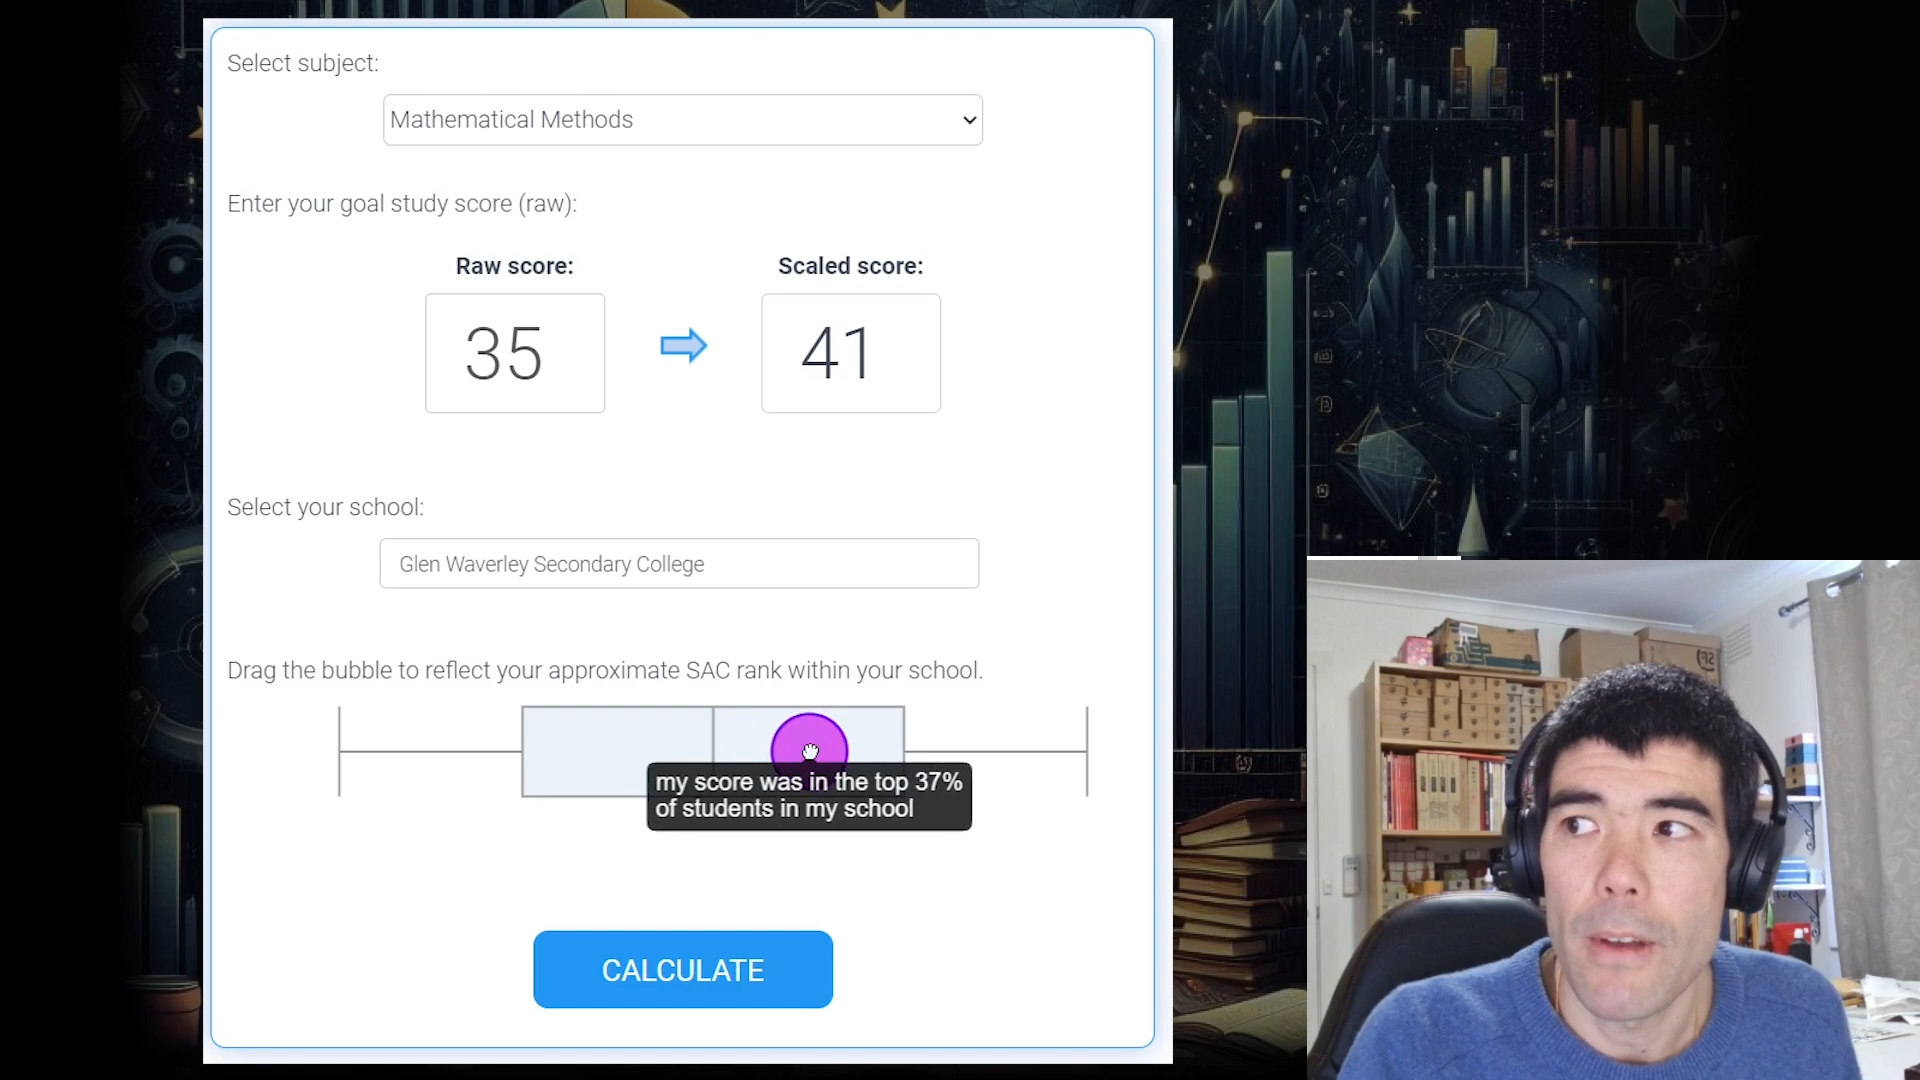 Select subject:
Mathematical Methods
Enter your goal study score (raw):
Raw score:
Scaled score:
35
41
Select your school:
Glen Waverley Secondary College
Drag the bubble to reflect your approximate SAC rank within your school.
my score was in the top 37%
of students in my school
CALCULATE